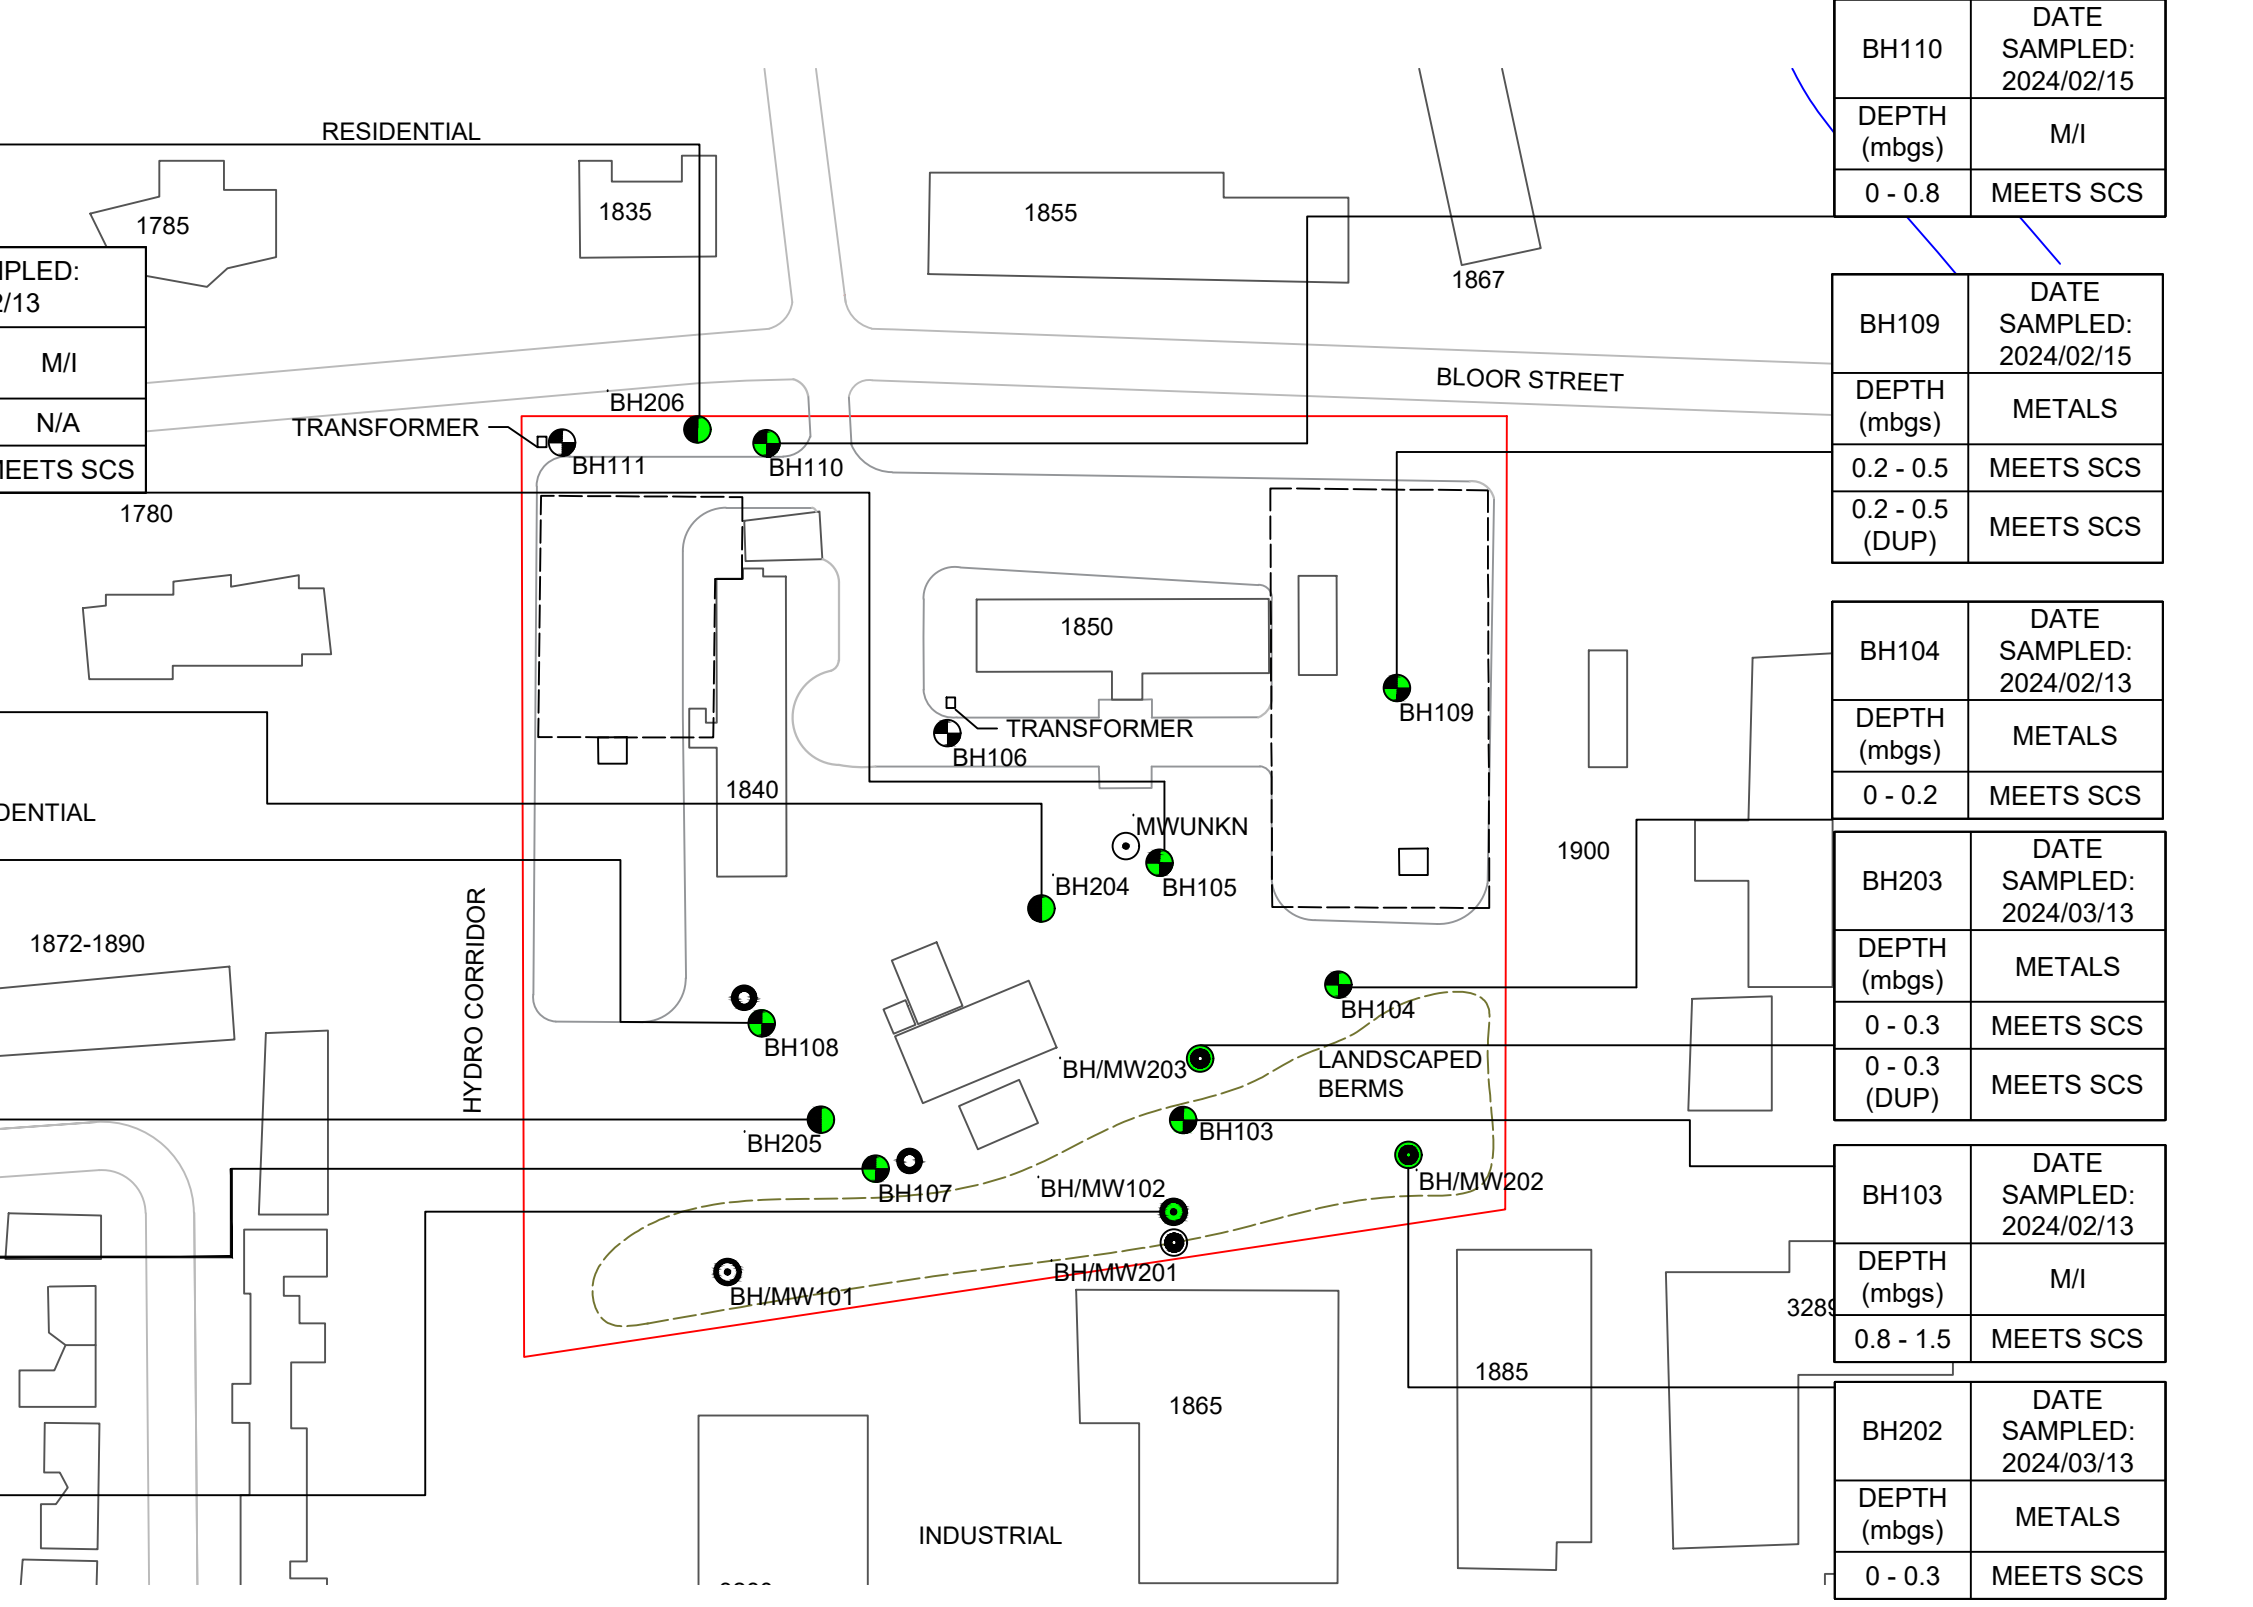 RESIDENTIAL
1785
1835
1855
1867
2/13
M/I
N/A
MEETS SCS
1780
BLOOR STREET
BH206
TRANSFORMER
BH111
BH110
1850
TRANSFORMER
BH106
BH109
1840
MWUNKN
BH204
BH105
1900
HYDRO CORRIDOR
1872-1890
BH104
BH108
BH/MW203
LANDSCAPED
BERMS
BH103
BH205
BH107
BH/MW102
BH/MW202
BH/MW201
BH/MW101
1865
1885
INDUSTRIAL
BH110
DATE
SAMPLED:
2024/02/15
DEPTH
(mbgs)
M/I
0 - 0.8
MEETS SCS
BH109
DATE
SAMPLED:
2024/02/15
DEPTH
(mbgs)
METALS
0.2 - 0.5
MEETS SCS
0.2 - 0.5
(DUP)
MEETS SCS
BH104
DATE
SAMPLED:
2024/02/13
DEPTH
(mbgs)
METALS
0 - 0.2
MEETS SCS
BH203
DATE
SAMPLED:
2024/03/13
DEPTH
(mbgs)
METALS
0 - 0.3
MEETS SCS
0 - 0.3
(DUP)
MEETS SCS
BH103
DATE
SAMPLED:
2024/02/13
DEPTH
(mbgs)
M/I
0.8 - 1.5
MEETS SCS
3289
BH202
DATE
SAMPLED:
2024/03/13
DEPTH
(mbgs)
METALS
0 - 0.3
MEETS SCS